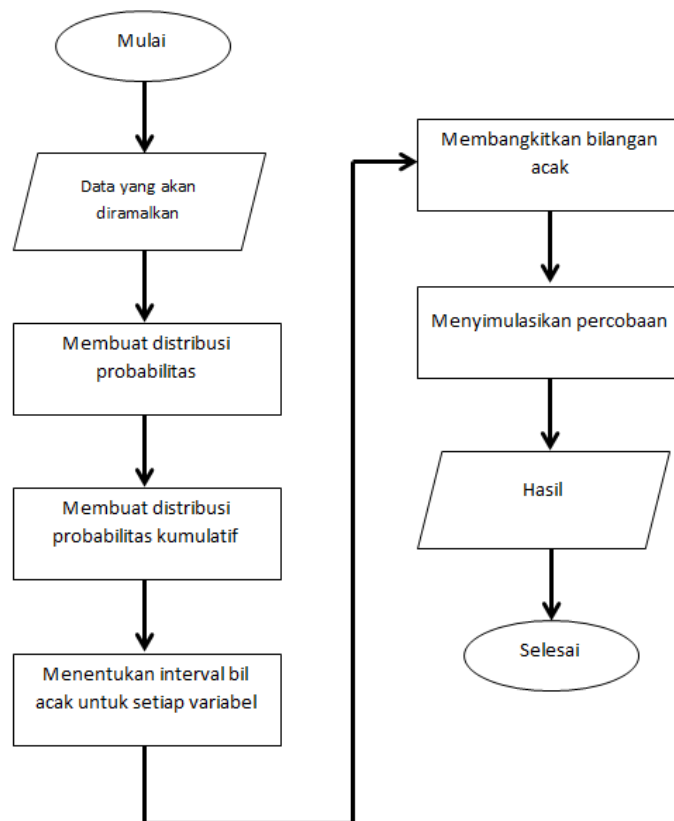 Mulai
Data yang akan
diramalkan
Membuat distribusi
probabilitas
Membuat distribusi
probabilitas kumulatif
Menentukan interval bil
acak untuk setiap variabel
Membangkitkan bilangan
acak
Menyimulasikan percobaan
Hasil
Selesai